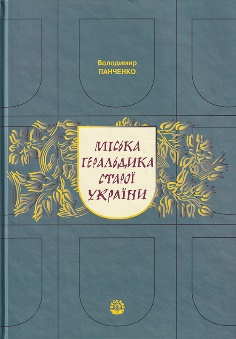 Володимир
ПАНЧЕНКО
МІСЬКА
ГЕРАЛЬДИКА
СТАРОЇ
УКРАЇНИ